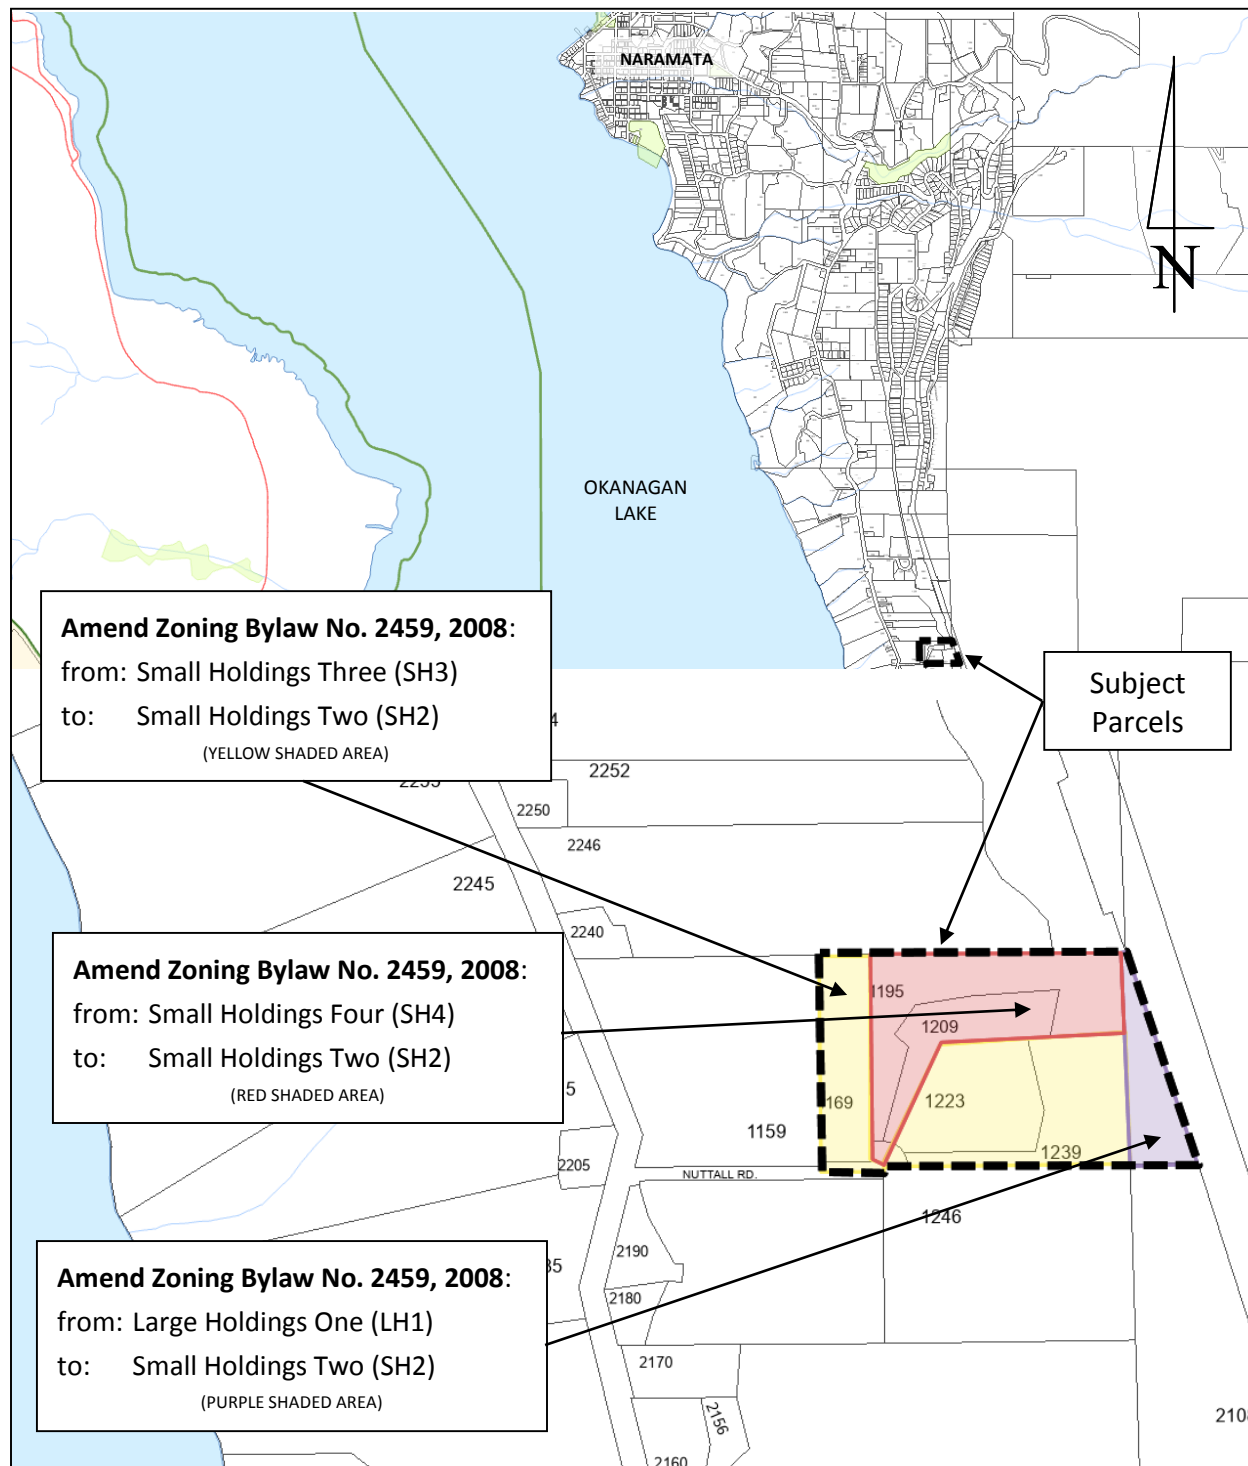 NARAMATA
N
OKANAGAN
LAKE
Amend Zoning Bylaw No. 2459, 2008:
from: Small Holdings Three (SH3)
to: Small Holdings Two (SH2)
(YELLOW SHADED AREA)
Subject
Parcels
2252
2250
2246
2245
2240
Amend Zoning Bylaw No. 2459, 2008:
from: Small Holdings Four (SH4)
to: Small Holdings Two (SH2)
(RED SHADED AREA)
1195
1209
169
1223
1159
1239
2205
NUTTALL RD.
1246
2190
2180
Amend Zoning Bylaw No. 2459, 2008:
from: Large Holdings One (LH1)
to: Small Holdings Two (SH2)
(PURPLE SHADED AREA)
2170
2156
2160
2108